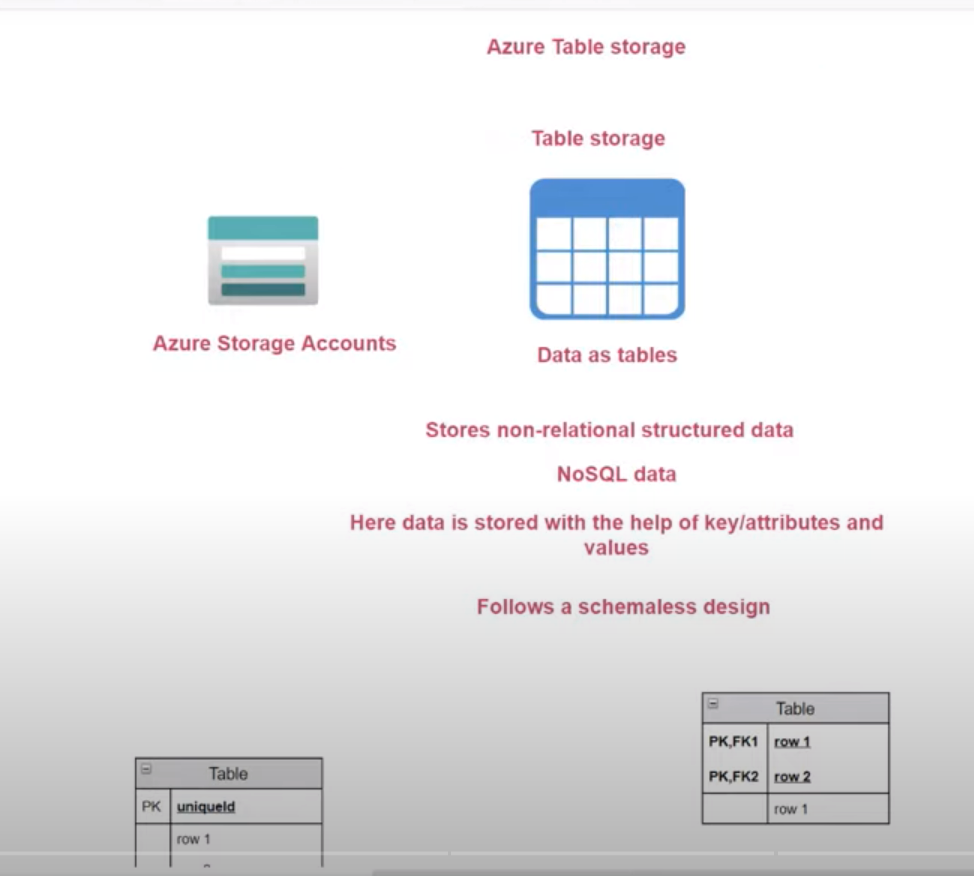 Azure Table storage
Table storage
Azure Storage Accounts
Data as tables
Stores non-relational structured data
NoSQL data
Here data is stored with the help of key/attributes and
values
Follows a schemaless design
Table
PK,FK1 row 1
PK,FK2 row 2
row 1
Table
PK uniqueId
row 1